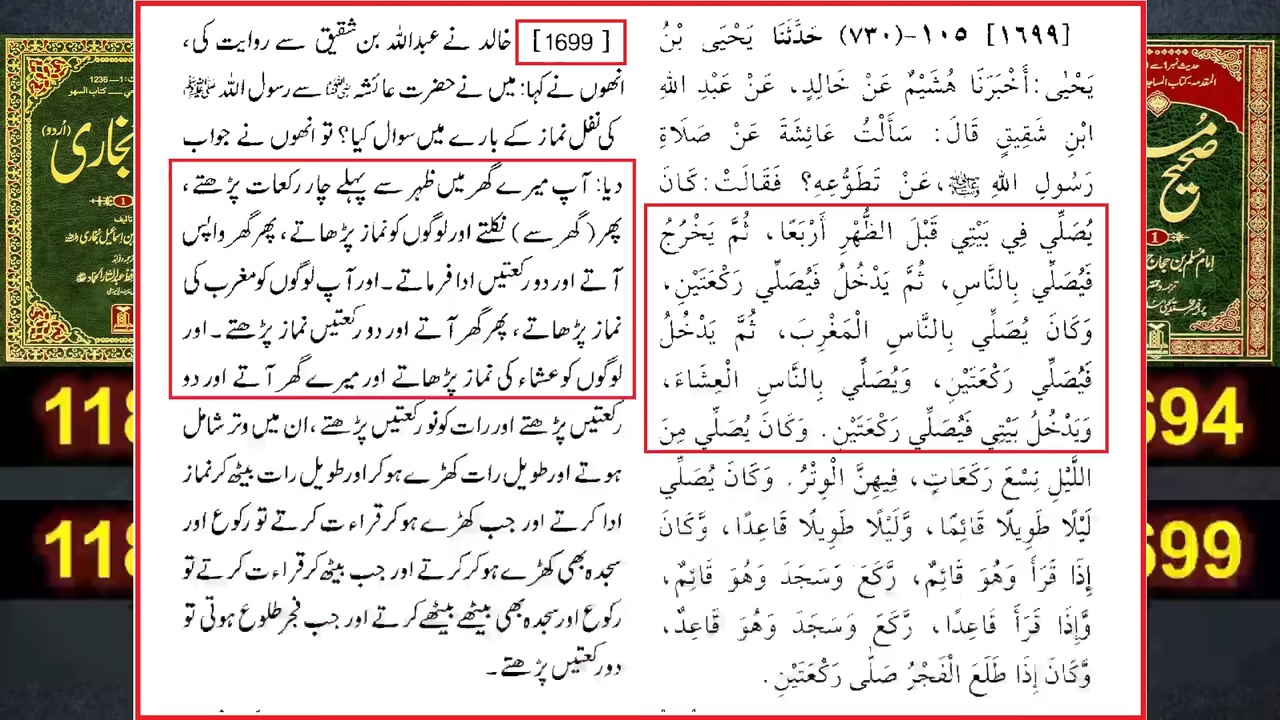 [١٦٩٩] ١٠٥-(٧٣٠) حَدَّثَنَا يَحْيَى بْنُ
يَحْيٰى: أَخْبَرَنَا هُشَيْمٌ عَنْ خَالِدٍ، عَنْ عَبْدِ اللهِ
ابْنِ شَقِيقٍ قَالَ: سَأَلْتُ عَائِشَةَ عَنْ صَلَاةِ
رَسُولِ اللهِ ﷺ، عَنْ تَطَوُّعِهِ؟ فَقَالَتْ: كَانَ
يُصَلِّي فِي بَيْتِي قَبْلَ الظُّهْرِ أَرْبَعًا، ثُمَّ يَخْرُجُ
فَيُصَلِّي بِالنَّاسِ، ثُمَّ يَدْخُلُ فَيُصَلِّي رَكْعَتَيْنِ،
وَكَانَ يُصَلِّي بِالنَّاسِ الْمَغْرِبَ، ثُمَّ يَدْخُلُ
فَيُصَلِّي رَكْعَتَيْنِ، وَيُصَلِّي بِالنَّاسِ الْعِشَاءَ،
وَيَدْخُلُ بَيْتِي فَيُصَلِّي رَكْعَتَيْنِ. وَكَانَ يُصَلِّي مِنَ
اللَّيْلِ تِسْعَ رَكَعَاتٍ، فِيهِنَّ الْوِتْرُ. وَكَانَ يُصَلِّي
لَيْلًا طَوِيلًا قَائِمًا، وَّلَيْلًا طَوِيلًا قَاعِدًا، وَّكَانَ
إِذَا قَرَأَ وَهُوَ قَائِمٌ، رَّكَعَ وَسَجَدَ وَهُوَ قَائِمٌ،
وَّإِذَا قَرَأَ قَاعِدًا، رَّكَعَ وَسَجَدَ وَهُوَ قَاعِدٌ،
وَّكَانَ إِذَا طَلَعَ الْفَجْرُ صَلّٰى رَكْعَتَيْنِ.
[1699] خالد نے عبداللہ بن شقیق سے روایت کی،
انھوں نے کہا: میں نے حضرت عائشہ ؓ سے رسول اللہ ﷺ
کی نفل نماز کے بارے میں سوال کیا؟ تو انھوں نے جواب
دیا: آپ میرے گھر میں ظہر سے پہلے چار رکعات پڑھتے،
پھر (گھر سے) نکلتے اور لوگوں کو نماز پڑھاتے، پھر گھر واپس
آتے اور دو رکعتیں ادا فرماتے۔ اور آپ لوگوں کو مغرب کی
نماز پڑھاتے، پھر گھر آتے اور دو رکعتیں نماز پڑھتے۔ اور
لوگوں کو عشاء کی نماز پڑھاتے اور میرے گھر آتے اور دو
رکعتیں پڑھتے اور رات کو نو رکعتیں پڑھتے، ان میں وتر شامل
ہوتے اور طویل رات کھڑے ہو کر اور طویل رات بیٹھ کر نماز
ادا کرتے اور جب کھڑے ہو کر قراءت کرتے تو رکوع اور
سجدہ بھی کھڑے ہو کر کرتے اور جب بیٹھ کر قراءت کرتے تو
رکوع اور سجدہ بھی بیٹھے بیٹھے کرتے اور جب فجر طلوع ہوتی تو
دو رکعتیں پڑھتے۔
صحیح
1
بخاری
(اُردو)
1
118
118
694
699